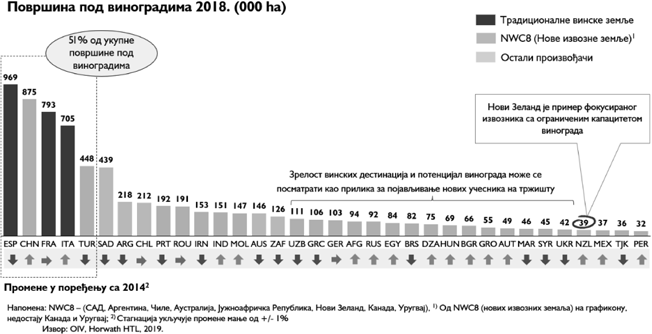 Површина под виноградима 2018. (000 ha)
Традиционалне винске земље
NWC8 (Нове извозне земље)¹
Остали произвођачи
51% од укупне
површине под
виноградима
Нови Зеланд је пример фокусираног
извозника са ограниченим капацитетом
винограда
Зрелост винских дестинација и потенцијал винограда може се
посматрати као прилика за појављивање нових учесника на тржишту
969 875 793 705 448 439 218 212 192 191 153 151 147 146 126 111 106 103 94 92 84 82 75 69 66 55 49 46 45 42 39 37 36 32
ESP CHN FRA ITA TUR SAD ARG CHL PRT ROU IRN IND MOL AUS ZAF UZB GRC GER AFG RUS EGY BRS DZA HUN BGR GRO AUT MAR SYR UKR NZL MEX TJK PER
Промене у поређењу са 2014²
Напомена: NWC8 – (САД, Аргентина, Чиле, Аустралија, Јужноафричка Република, Нови Зеланд, Канада, Уругвај), ¹⁾ Од NWC8 (нових извозних земаља) на графикону,
недостају Канада и Уругвај; ²⁾ Стагнација укључује промене мање од +/- 1%
Извор: OIV, Horwath HTL, 2019.